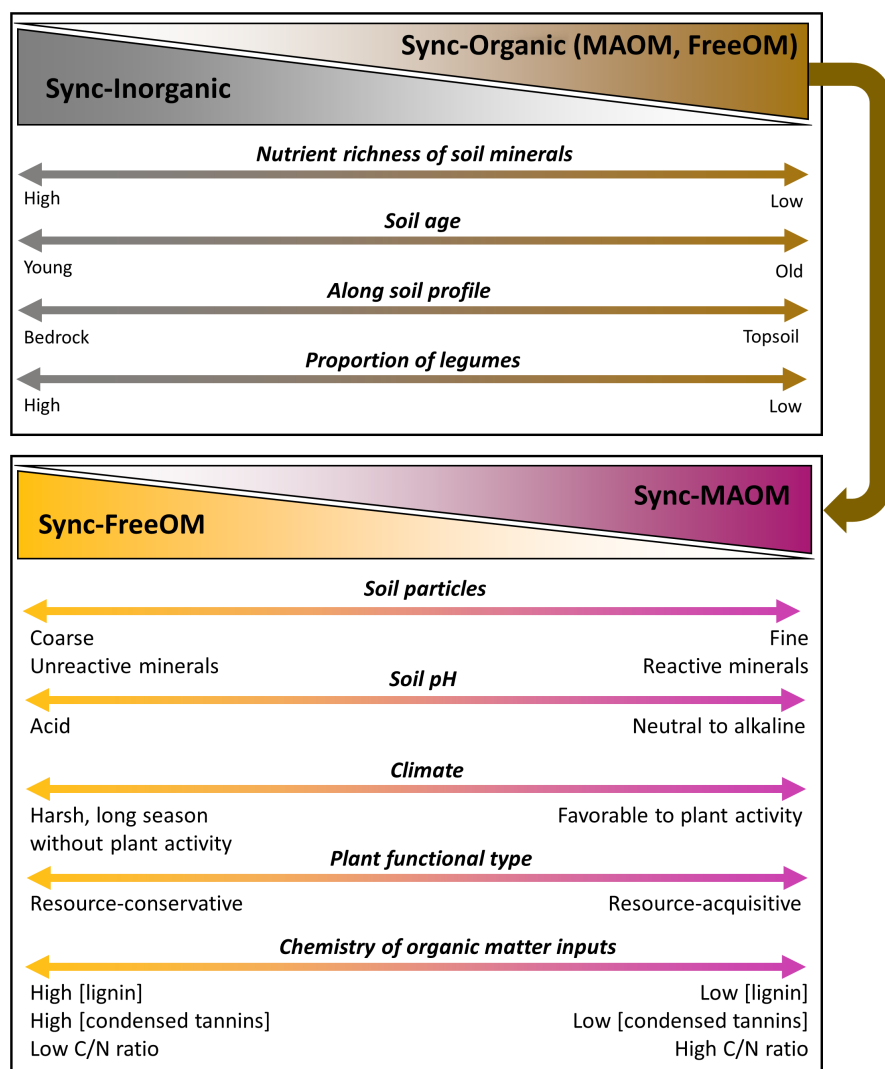 Sync-Organic (MAOM, FreeOM)
Sync-Inorganic
Nutrient richness of soil minerals
High
Low
Soil age
Young
Old
Along soil profile
Bedrock
Topsoil
Proportion of legumes
High
Low
Sync-MAOM
Sync-FreeOM
Soil particles
Coarse
Fine
Unreactive minerals
Reactive minerals
Soil pH
Acid
Neutral to alkaline
Climate
Harsh, long season
without plant activity
Favorable to plant activity
Plant functional type
Resource-conservative
Resource-acquisitive
Chemistry of organic matter inputs
High [lignin]
Low [lignin]
High [condensed tannins]
Low [condensed tannins]
Low C/N ratio
High C/N ratio